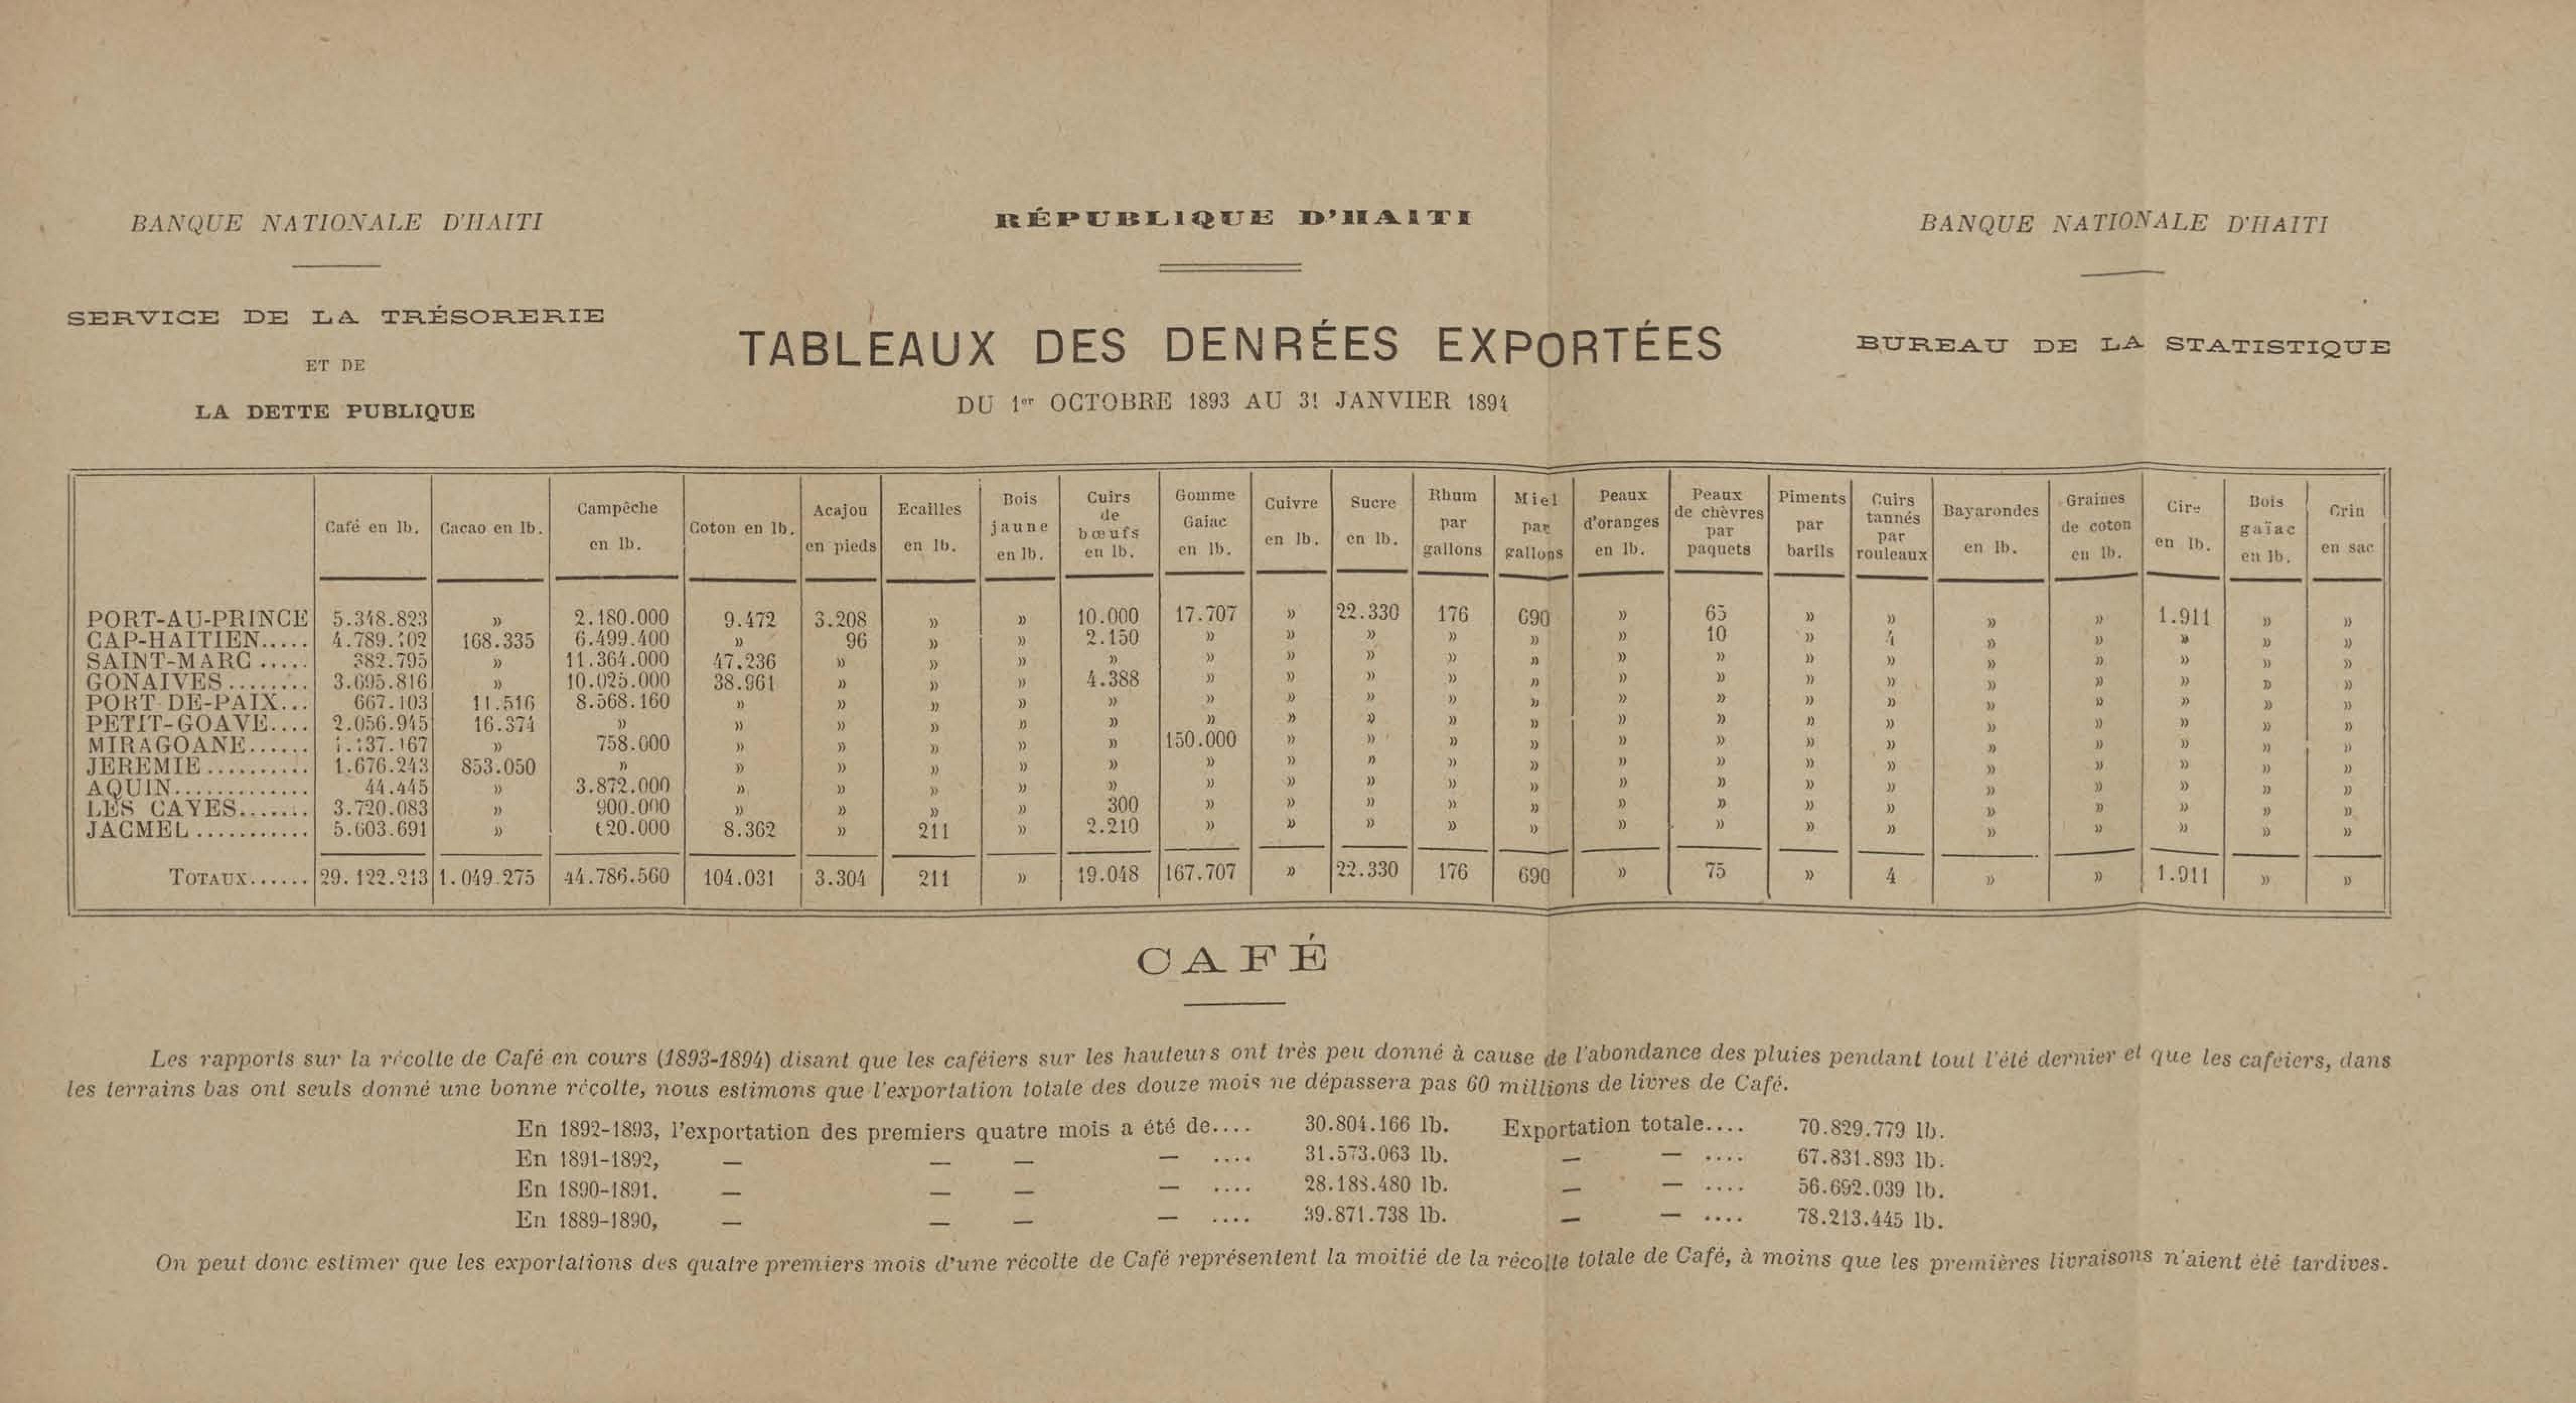 BANQUE NATIONALE D'HAITI
SERVICE DE LA TRÉSORERIE
ET DE
LA DETTE PUBLIQUE
RÉPUBLIQUE D'HAITI
TABLEAUX DES DENRÉES EXPORTÉES
DU 1er OCTOBRE 1893 AU 31 JANVIER 1894
BANQUE NATIONALE D'HAITI
BUREAU DE LA STATISTIQUE
Café en lb.
Cacao en lb.
Campêche
en lb.
Coton en lb.
Acajou
en pieds
Ecailles
en lb.
Bois
jaune
en lb.
Cuirs
de
bœufs
en lb.
Gomme
Gaiac
en lb.
Cuivre
en lb.
Sucre
en lb.
Rhum
par
gallons
Miel
par
gallons
Peaux
d'oranges
en lb.
Peaux
de chèvres
par
paquets
Piments
par
barils
Cuirs
tannés
par
rouleaux
Bayarondes
en lb.
Graines
de coton
en lb.
Cire
en lb.
Bois
gaïac
en lb.
Crin
en sac
PORT-AU-PRINCE 5.348.823 » 2.180.000 9.472 3.208 » » 10.000 17.707 » 22.330 176 690 » 65 » » » » 1.911 » »
CAP-HAITIEN..... 4.789.102 168.335 6.499.400 » 96 » » 2.150 » » » » » » 10 » 4 » » » » »
SAINT-MARC ..... 382.795 » 11.364.000 47.236 » » » » » » » » » » » » » » » » » »
GONAIVES........ 3.695.816 » 10.025.000 38.961 » » » 4.388 » » » » » » » » » » » » » »
PORT DE-PAIX... 667.103 11.516 8.568.160 » » » » » » » » » » » » » » » » » » »
PETIT-GOAVE.... 2.056.945 16.374 » » » » » » » » » » » » » » » » » » » »
MIRAGOANE...... 1.137.167 » 758.000 » » » » » 150.000 » » » » » » » » » » » » »
JEREMIE.......... 1.676.243 853.050 » » » » » » » » » » » » » » » » » » » »
AQUIN............. 44.445 » 3.872.000 » » » » » » » » » » » » » » » » » » »
LES CAYES....... 3.720.083 » 900.000 » » » » 300 » » » » » » » » » » » » » »
JACMEL........... 5.603.691 » 620.000 8.362 » 211 » 2.210 » » » » » » » » » » » » » »
TOTAUX...... 29.122.213 1.049.275 44.786.560 104.031 3.304 211 » 19.048 167.707 » 22.330 176 690 » 75 » 4 » » 1.911 » »
CAFÉ
Les rapports sur la récolte de Café en cours (1893-1894) disant que les caféiers sur les hauteurs ont très peu donné à cause de l'abondance des pluies pendant tout l'été dernier et que les caféiers, dans
les terrains bas ont seuls donné une bonne récolte, nous estimons que l'exportation totale des douze mois ne dépassera pas 60 millions de livres de Café.
En 1892-1893, l'exportation des premiers quatre mois a été de.... 30.804.166 lb. Exportation totale.... 70.829.779 lb.
En 1891-1892, — — — — .... 31.573.063 lb. — — .... 67.831.893 lb.
En 1890-1891. — — — — .... 28.188.480 lb. — — .... 56.692.039 lb.
En 1889-1890, — — — — .... 39.871.738 lb. — — .... 78.213.445 lb.
On peut donc estimer que les exportations des quatre premiers mois d'une récolte de Café représentent la moitié de la récolte totale de Café, à moins que les premières livraisons n'aient été tardives.